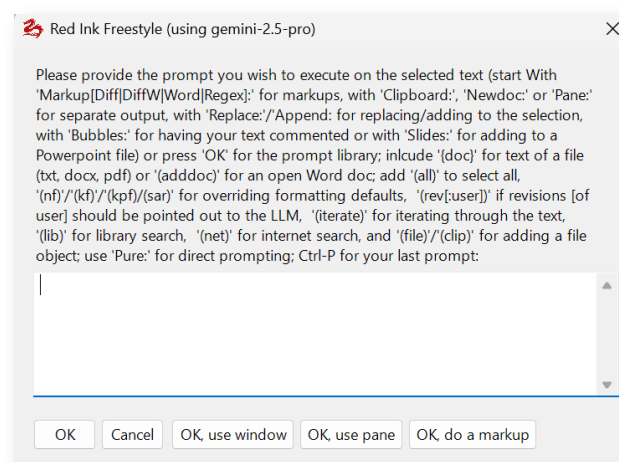 Red Ink Freestyle (using gemini-2.5-pro)
Please provide the prompt you wish to execute on the selected text (start With
'Markup[Diff|DiffW|Word|Regex]:' for markups, with 'Clipboard:', 'Newdoc:' or 'Pane:'
for separate output, with 'Replace:'/'Append: for replacing/adding to the selection,
with 'Bubbles:' for having your text commented or with 'Slides:' for adding to a
Powerpoint file) or press 'OK' for the prompt library; inlcude '{doc}' for text of a file
(txt, docx, pdf) or '(adddoc)' for an open Word doc; add '(all)' to select all,
'(nf)'/'(kf)'/'(kpf)/(sar)' for overriding formatting defaults,  '(rev[:user])' if revisions [of
user] should be pointed out to the LLM,  '(iterate)' for iterating through the text,
'(lib)' for library search,  '(net)' for internet search, and '(file)'/'(clip)' for adding a file
object; use 'Pure:' for direct prompting; Ctrl-P for your last prompt:
OK Cancel OK, use window OK, use pane OK, do a markup